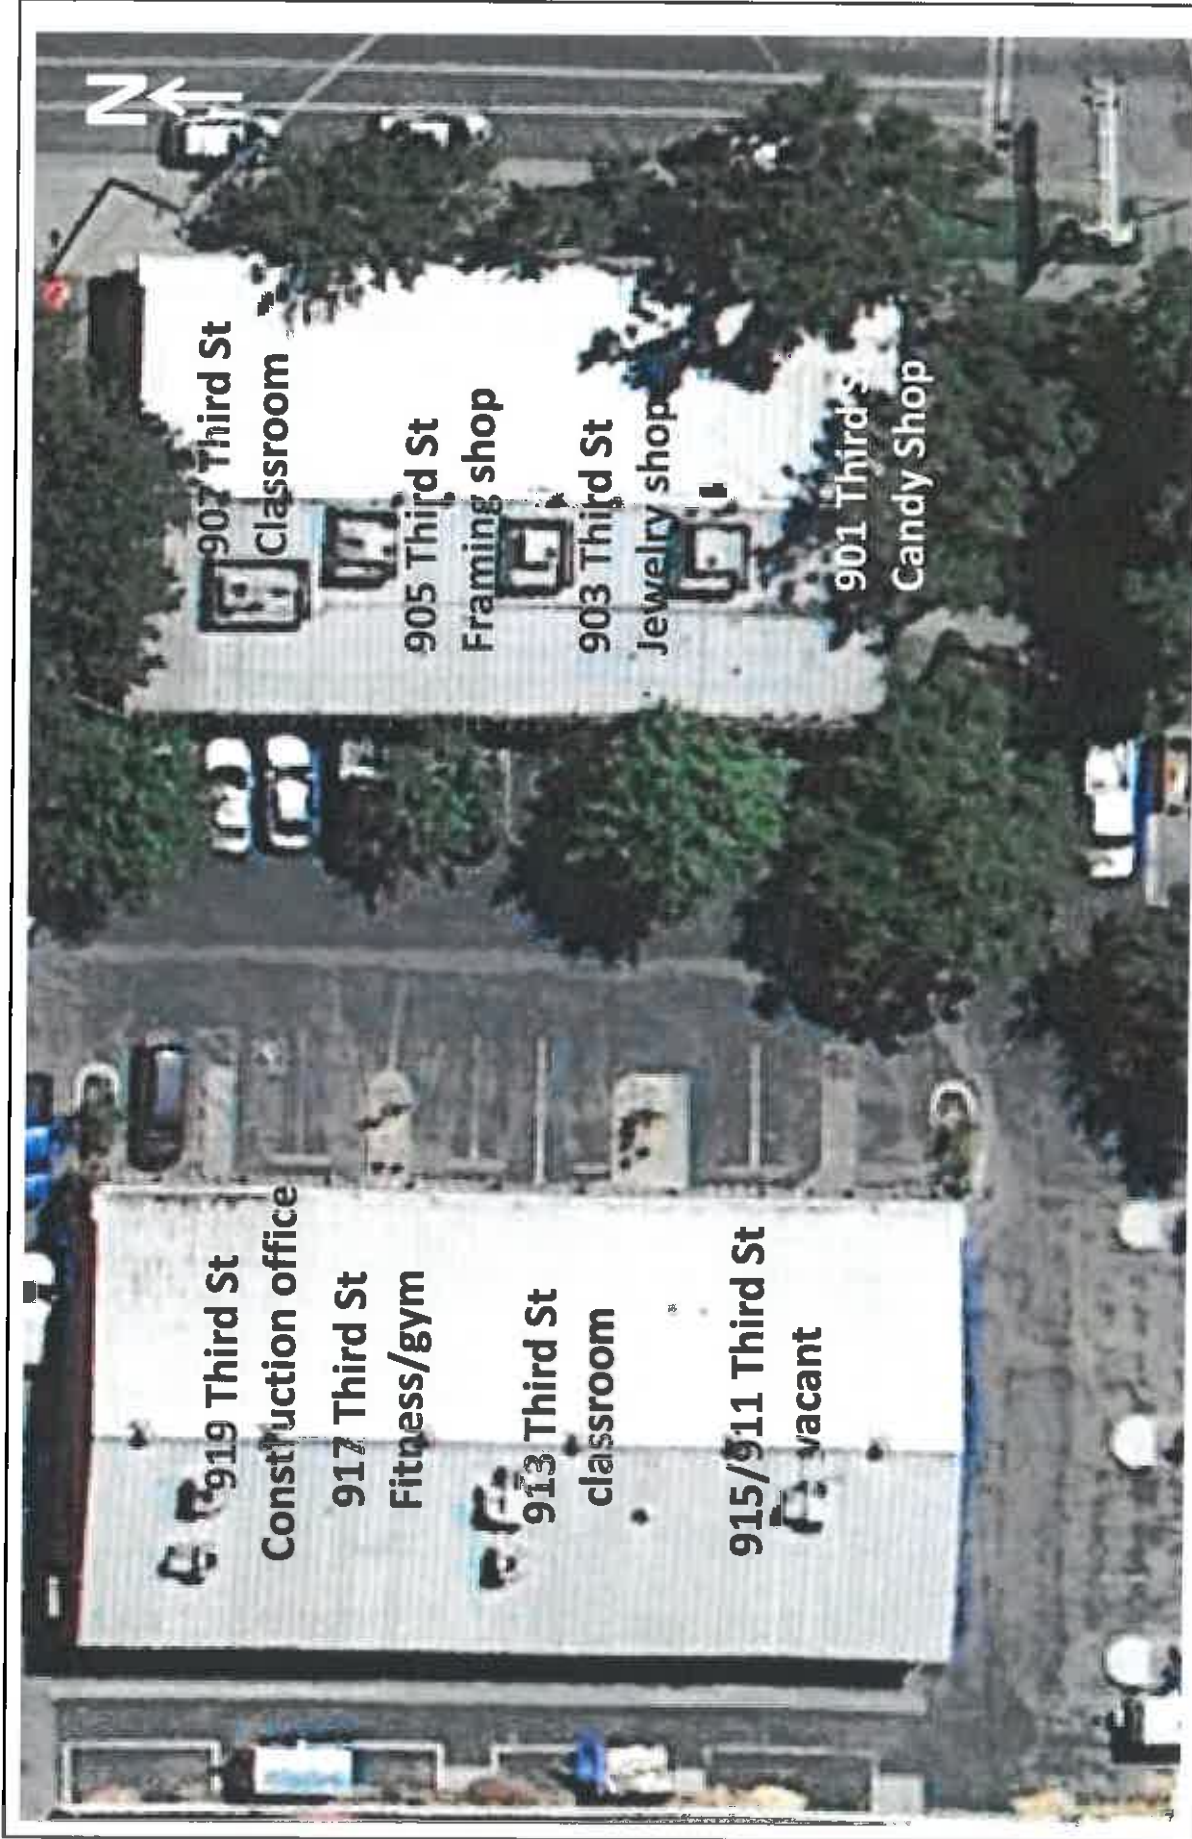 N
919 Third St
Construction office
917 Third St
Fitness/gym
913 Third St
classroom
915/911 Third St
vacant
907 Third St
Classroom
905 Third St
Framing shop
903 Third St
Jewelry shop
901 Third St
Candy Shop